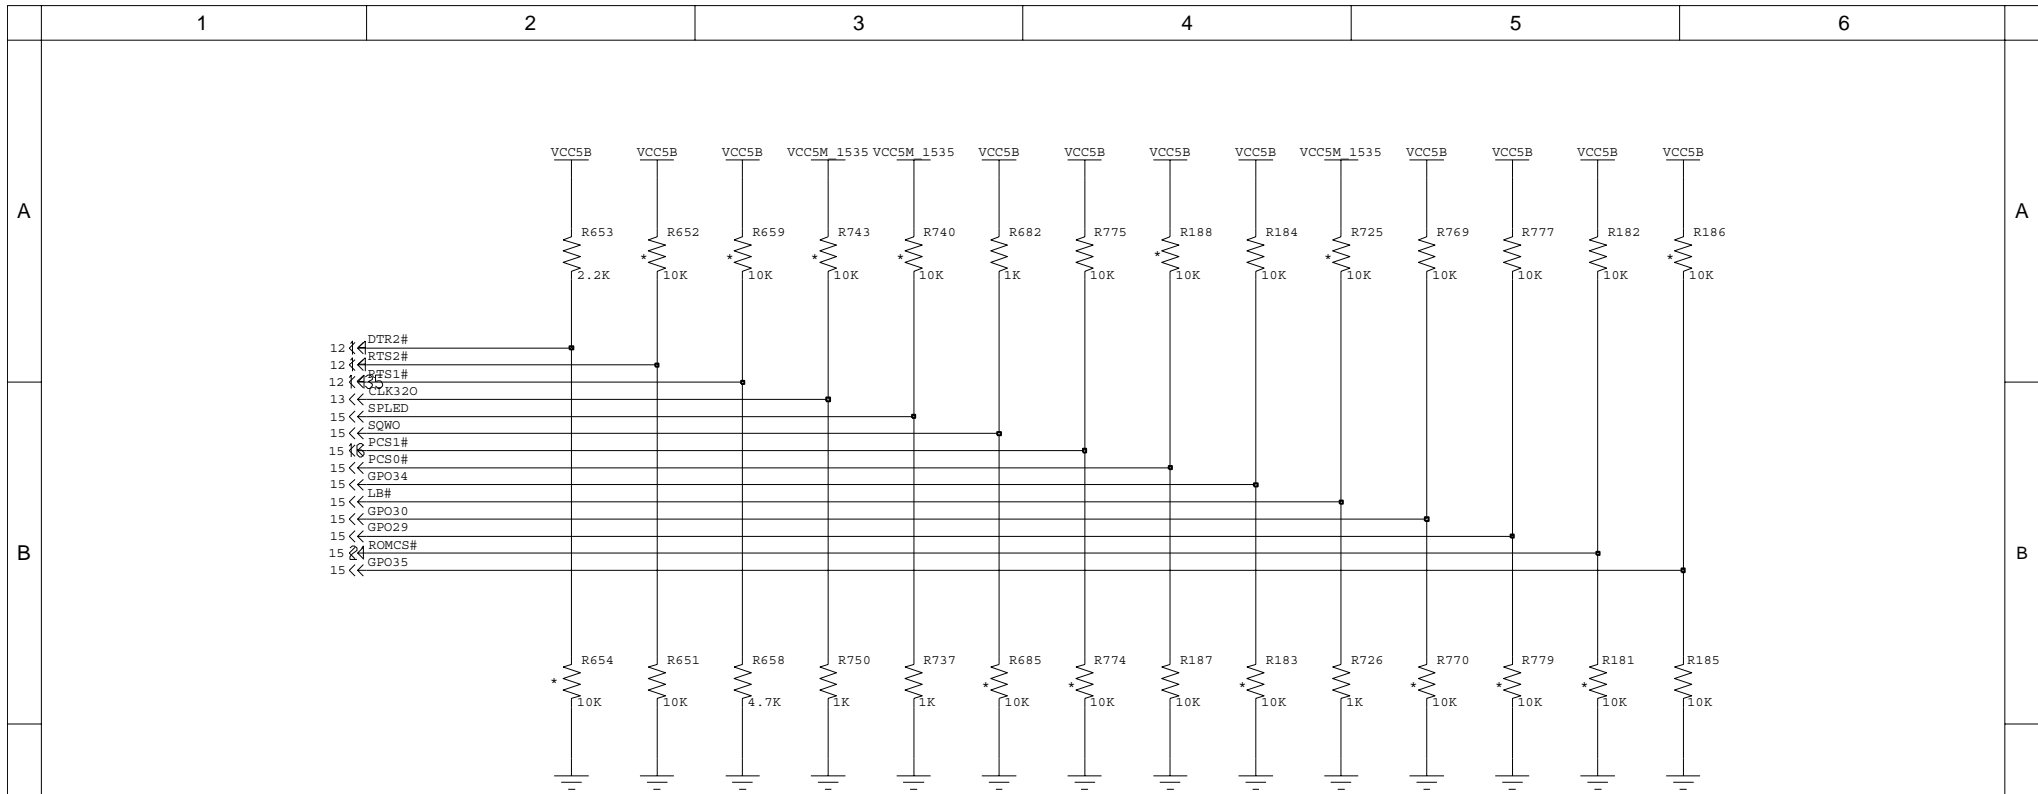 1 2 3 4 5 6
VCC5B VCC5B VCC5B VCC5M_1535 VCC5M_1535 VCC5B VCC5B VCC5B VCC5B VCC5M_1535 VCC5B VCC5B VCC5B VCC5B
A A
R653 R652 R659 R743 R740 R682 R775 R188 R184 R725 R769 R777 R182 R186
* * * * * * *
2.2K 10K 10K 10K 10K 1K 10K 10K 10K 10K 10K 10K 10K 10K
12 DTR2#
12 RTS2#
12 RTS1#
13 CLK32O
15 SPLED
15 SQWO
15 16 PCS1#
15 PCS0#
15 GPO34
15 LB#
15 GPO30
15 GPO29
15 ROMCS#
15 GPO35
B B
R654 R651 R658 R750 R737 R685 R774 R187 R183 R726 R770 R779 R181 R185
* * * * * * *
10K 10K 4.7K 1K 1K 10K 10K 10K 10K 1K 10K 10K 10K 10K